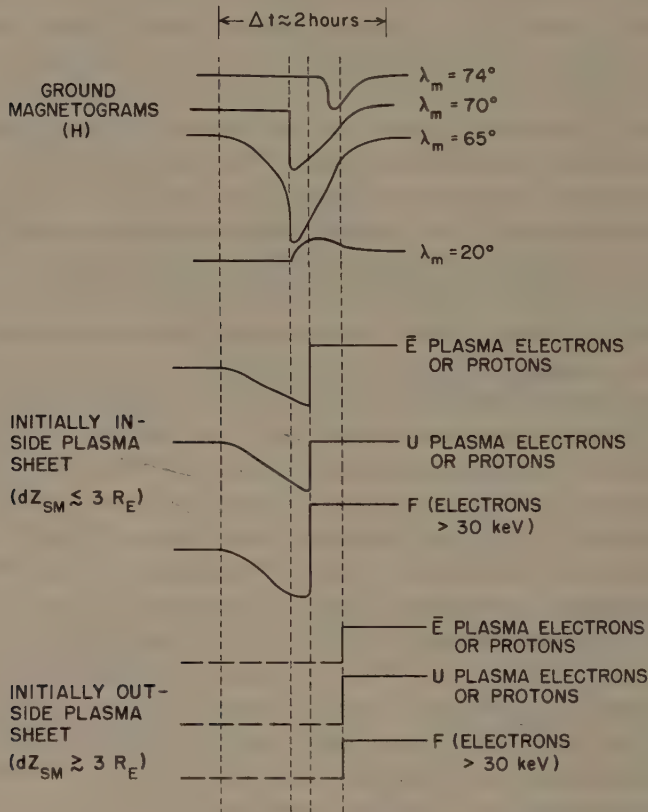 Δt≈2hours
GROUND
MAGNETOGRAMS
(H)
λm = 74°
λm = 70°
λm = 65°
λm = 20°
Ē PLASMA ELECTRONS
OR PROTONS
INITIALLY IN-
SIDE PLASMA
SHEET
(dZSM ≲ 3 RE)
U PLASMA ELECTRONS
OR PROTONS
F (ELECTRONS
> 30 keV)
Ē PLASMA ELECTRONS
OR PROTONS
INITIALLY OUT-
SIDE PLASMA
SHEET
(dZSM ≳ 3 RE)
U PLASMA ELECTRONS
OR PROTONS
F (ELECTRONS
> 30 keV)